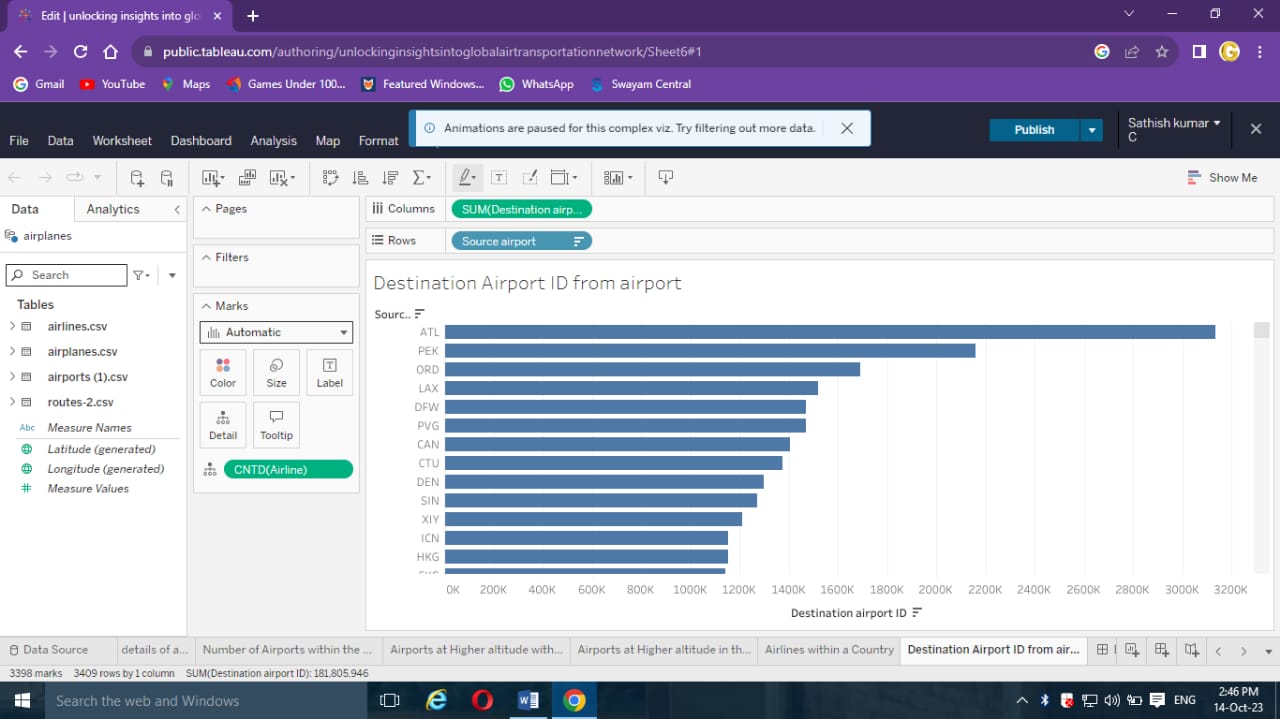 Edit | unlocking insights into glo
public.tableau.com/authoring/unlockinginsightsintoglobalairtransportationnetwork/Sheet6#1
Gmail YouTube Maps Games Under 100... Featured Windows... WhatsApp Swayam Central
File Data Worksheet Dashboard Analysis Map Format
Animations are paused for this complex viz. Try filtering out more data.
Publish
Sathish kumar
C
Show Me
Data Analytics
airplanes
Search
Tables
airlines.csv
airplanes.csv
airports (1).csv
routes-2.csv
Abc Measure Names
Latitude (generated)
Longitude (generated)
Measure Values
Pages
Filters
Marks
Automatic
Color Size Label
Detail Tooltip
CNTD(Airline)
Columns SUM(Destination airp...
Rows Source airport
Destination Airport ID from airport
Sourc..
ATL
PEK
ORD
LAX
DFW
PVG
CAN
CTU
DEN
SIN
XIY
ICN
HKG
0K 200K 400K 600K 800K 1000K 1200K 1400K 1600K 1800K 2000K 2200K 2400K 2600K 2800K 3000K 3200K
Destination airport ID
Data Source details of a... Number of Airports within the ... Airports at Higher altitude with... Airports at Higher altitude in th... Airlines within a Country Destination Airport ID from air...
3398 marks 3409 rows by 1 column SUM(Destination airport ID): 181,805,946
Search the web and Windows
ENG
2:46 PM
14-Oct-23